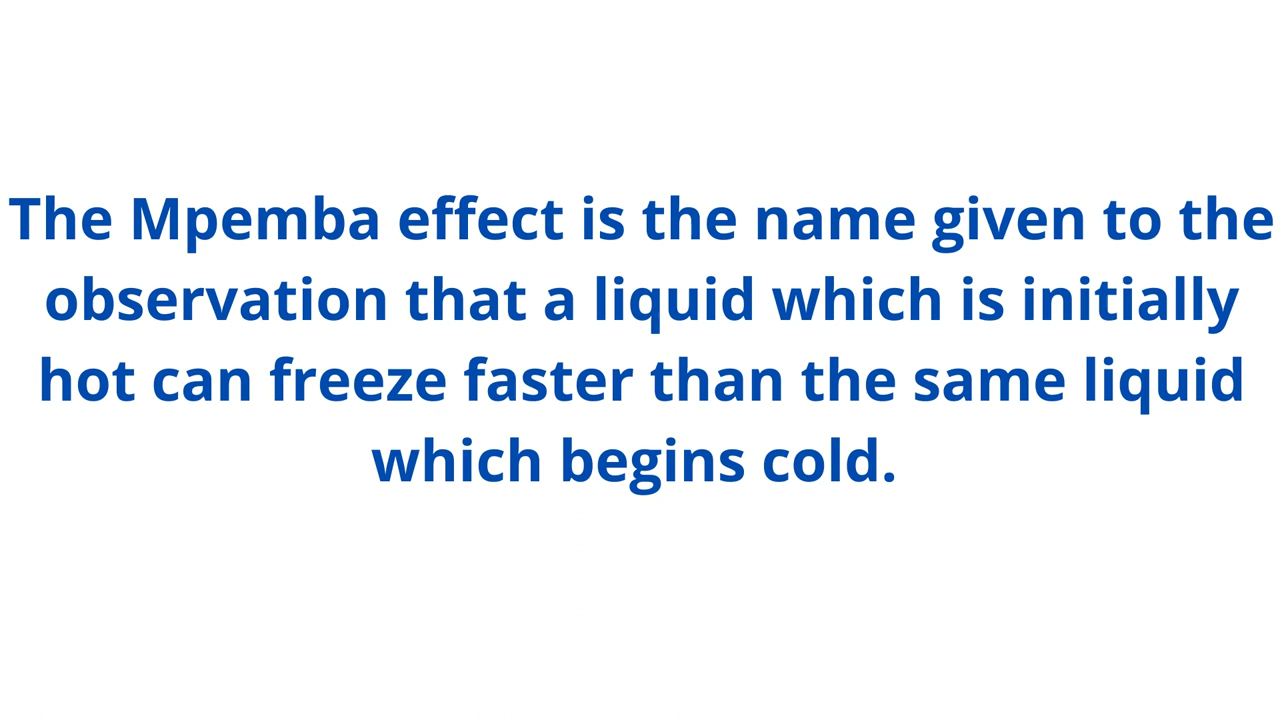 The Mpemba effect is the name given to the
observation that a liquid which is initially
hot can freeze faster than the same liquid
which begins cold.